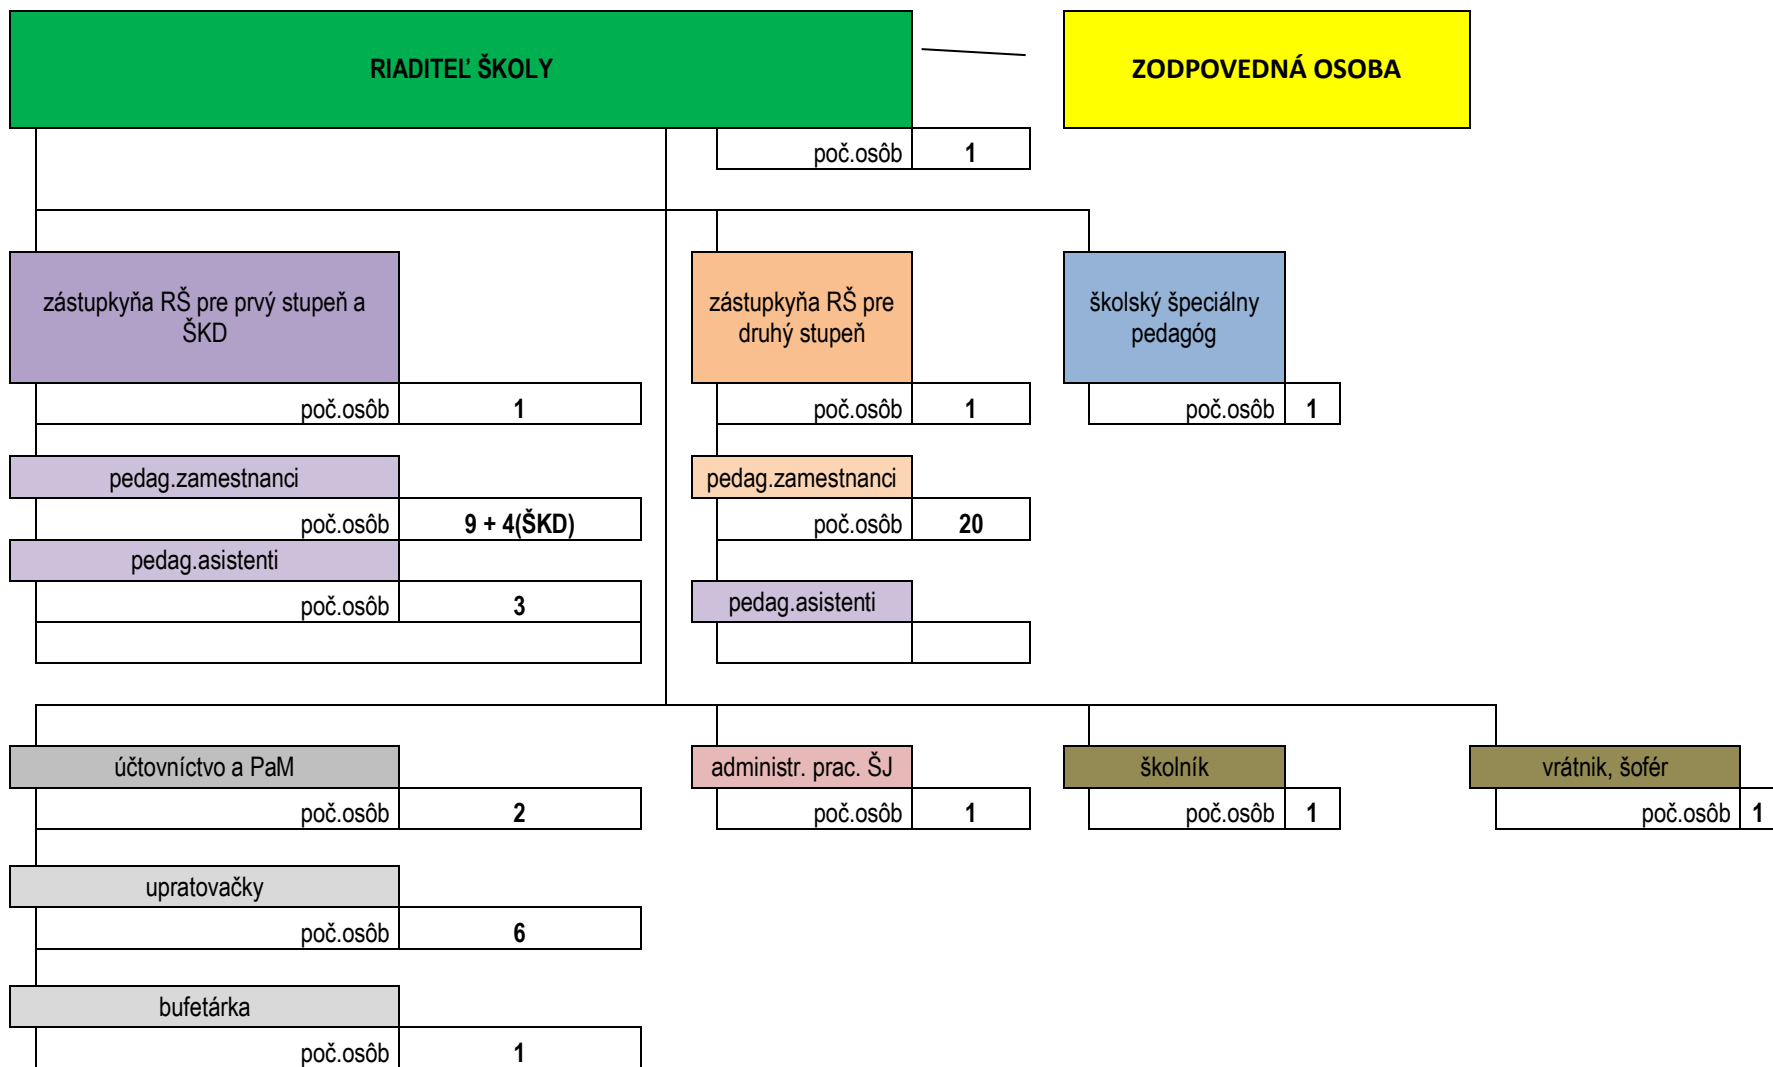 RIADITEĽ ŠKOLY
ZODPOVEDNÁ OSOBA
poč.osôb 1
zástupkyňa RŠ pre prvý stupeň a
ŠKD
zástupkyňa RŠ pre
druhý stupeň
školský špeciálny
pedagóg
poč.osôb 1
poč.osôb 1
poč.osôb 1
pedag.zamestnanci
pedag.zamestnanci
poč.osôb 9 + 4(ŠKD)
poč.osôb 20
pedag.asistenti
poč.osôb 3
pedag.asistenti
účtovníctvo a PaM
administr. prac. ŠJ
školník
vrátnik, šofér
poč.osôb 2
poč.osôb 1
poč.osôb 1
poč.osôb 1
upratovačky
poč.osôb 6
bufetárka
poč.osôb 1